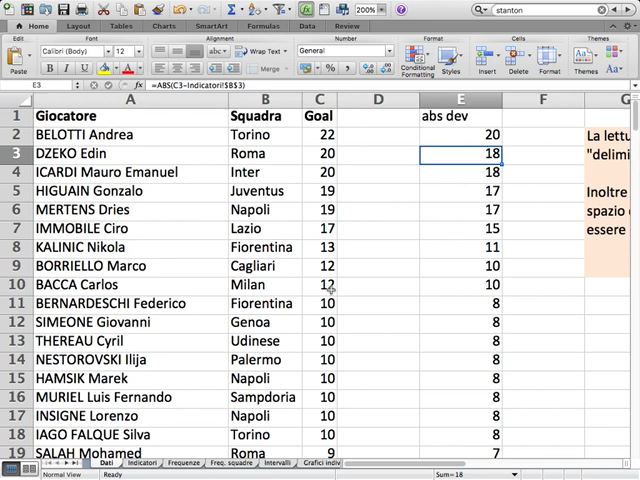 200%
stanton
Home
Layout
Tables
Charts
SmartArt
Formulas
Data
Review
Edit
Font
Alignment
Number
Format
Cells
Themes
Paste
Calibri (Body)
12
abc
Wrap Text
General
B
I
U
A
Merge
%
Conditional Formatting
Styles
Insert
Delete
Format
Themes
E3
fx
=ABS(C3-Indicatori!$B$3)
A B C D E F G
1 Giocatore Squadra Goal abs dev
2 BELOTTI Andrea Torino 22 20 La lettu
3 DZEKO Edin Roma 20 18 "delimi
4 ICARDI Mauro Emanuel Inter 20 18
5 HIGUAIN Gonzalo Juventus 19 17 Inoltre
6 MERTENS Dries Napoli 19 17 spazio
7 IMMOBILE Ciro Lazio 17 15 essere
8 KALINIC Nikola Fiorentina 13 11
9 BORRIELLO Marco Cagliari 12 10
10 BACCA Carlos Milan 12 10
11 BERNARDESCHI Federico Fiorentina 10 8
12 SIMEONE Giovanni Genoa 10 8
13 THEREAU Cyril Udinese 10 8
14 NESTOROVSKI Ilija Palermo 10 8
15 HAMSIK Marek Napoli 10 8
16 MURIEL Luis Fernando Sampdoria 10 8
17 INSIGNE Lorenzo Napoli 10 8
18 IAGO FALQUE Silva Torino 10 8
19 SALAH Mohamed Roma 9 7
Dati
Indicatori
Frequenze
Freq. squadre
Intervalli
Grafici indiv
Normal View
Ready
Sum=18